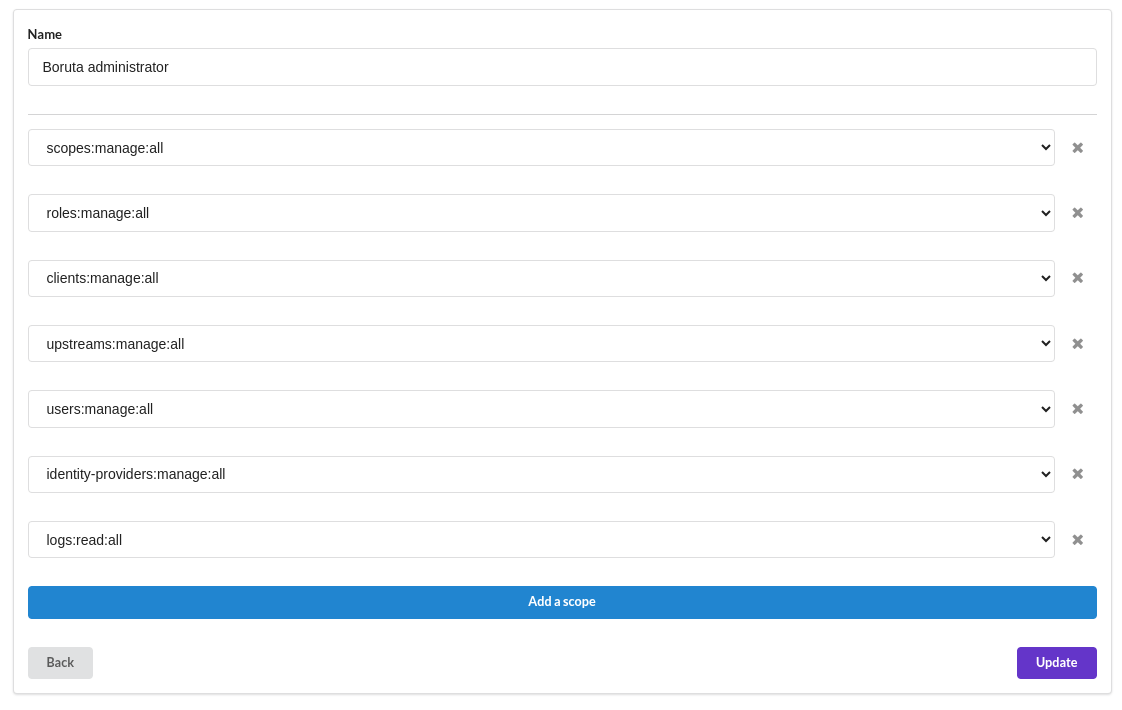 Name
Boruta administrator
scopes:manage:all
roles:manage:all
clients:manage:all
upstreams:manage:all
users:manage:all
identity-providers:manage:all
logs:read:all
Add a scope
Back
Update